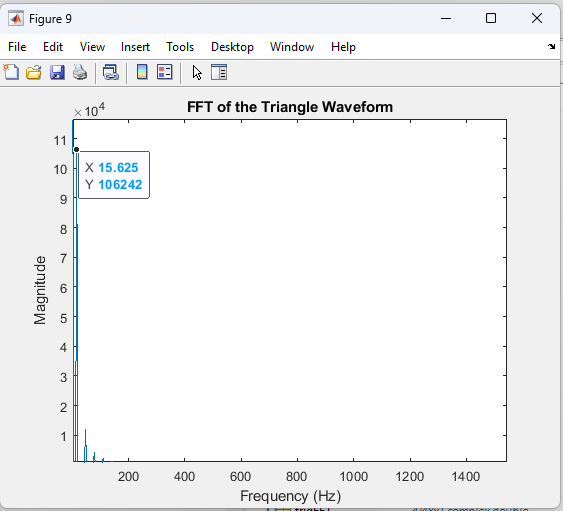 Figure 9
File Edit View Insert Tools Desktop Window Help
×10⁴
FFT of the Triangle Waveform
11
X 15.625
10
Y 106242
9
8
7
6
5
4
3
2
1
Magnitude
200 400 600 800 1000 1200 1400
Frequency (Hz)